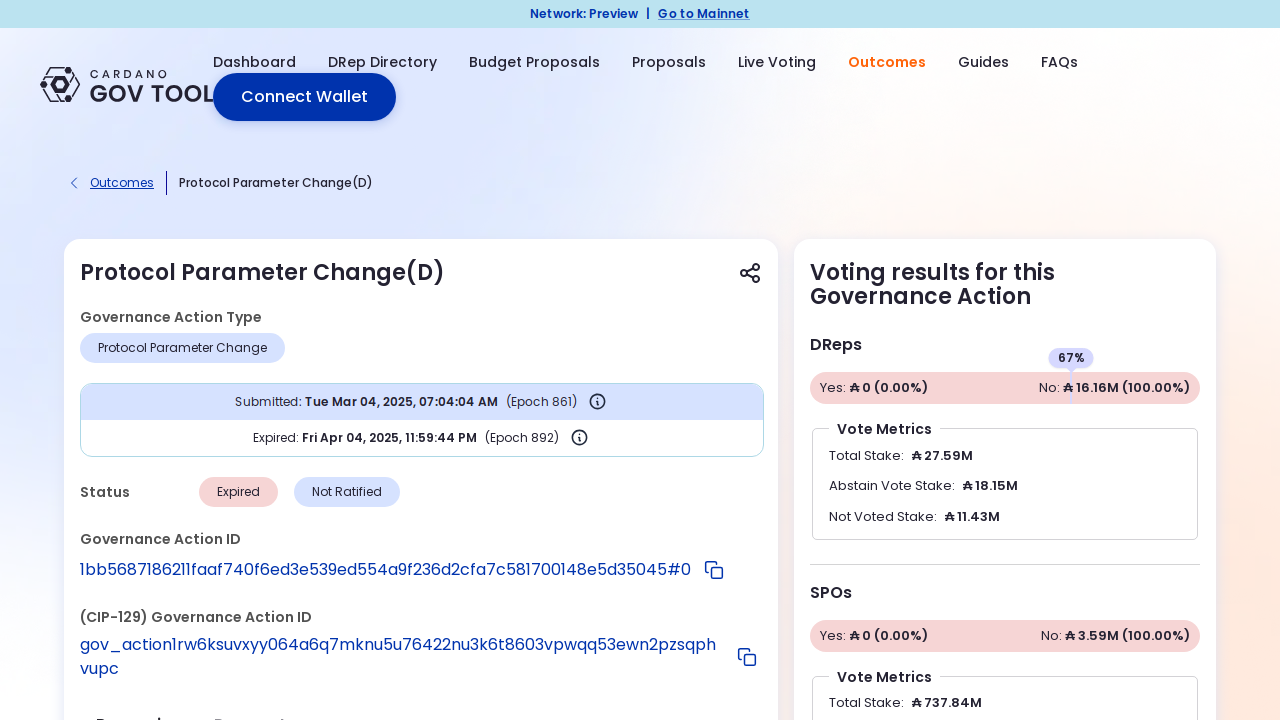 Network: Preview | Go to Mainnet
CARDANO
GOV TOOL
Dashboard DRep Directory Budget Proposals Proposals Live Voting Outcomes Guides FAQs
Connect Wallet
Outcomes Protocol Parameter Change(D)
Protocol Parameter Change(D)
Governance Action Type
Protocol Parameter Change
Submitted: Tue Mar 04, 2025, 07:04:04 AM (Epoch 861)
Expired: Fri Apr 04, 2025, 11:59:44 PM (Epoch 892)
Status Expired Not Ratified
Governance Action ID
1bb5687186211faaf740f6ed3e539ed554a9f236d2cfa7c581700148e5d35045#0
(CIP-129) Governance Action ID
gov_action1rw6ksuvxyy064a6q7mknu5u76422nu3k6t8603vpwqq53ewn2pzsqph
vupc
Voting results for this
Governance Action
DReps
67%
Yes: ₳ 0 (0.00%) No: ₳ 16.16M (100.00%)
Vote Metrics
Total Stake: ₳ 27.59M
Abstain Vote Stake: ₳ 18.15M
Not Voted Stake: ₳ 11.43M
SPOs
Yes: ₳ 0 (0.00%) No: ₳ 3.59M (100.00%)
Vote Metrics
Total Stake: ₳ 737.84M